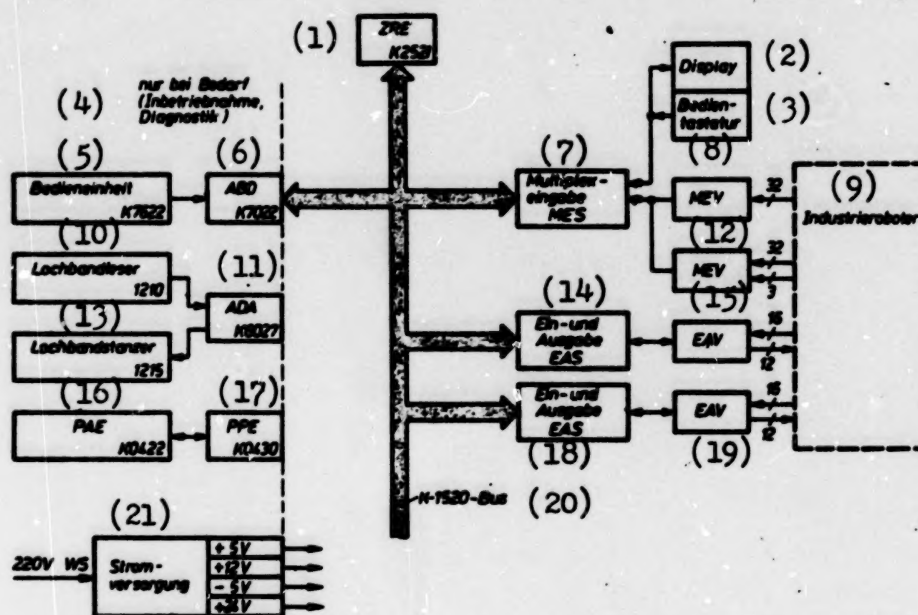 (1)
ZRE
K2521
(2)
Display
(3)
Bedien-
tastatur
(4)
nur bei Bedarf
(Inbetriebnahme,
Diagnostik)
(5)
Bedieneinheit
K7622
(6)
ABD
K7022
(7)
Multiplex-
eingabe
MES
(8)
MEV
32
(9)
Industrieroboter
(10)
Lochbandleser
1210
(11)
ADA
K6027
(12)
MEV
32
3
(13)
Lochbandstanzer
1215
(14)
Ein- und
Ausgabe
EAS
(15)
EAV
16
12
(16)
PAE
K0422
(17)
PPE
K0430
Ein- und
Ausgabe
EAS
(18)
EAV
16
12
(19)
K-1520-Bus
(20)
(21)
220V WS
Strom-
versorgung
+5V
+12V
-5V
+24V